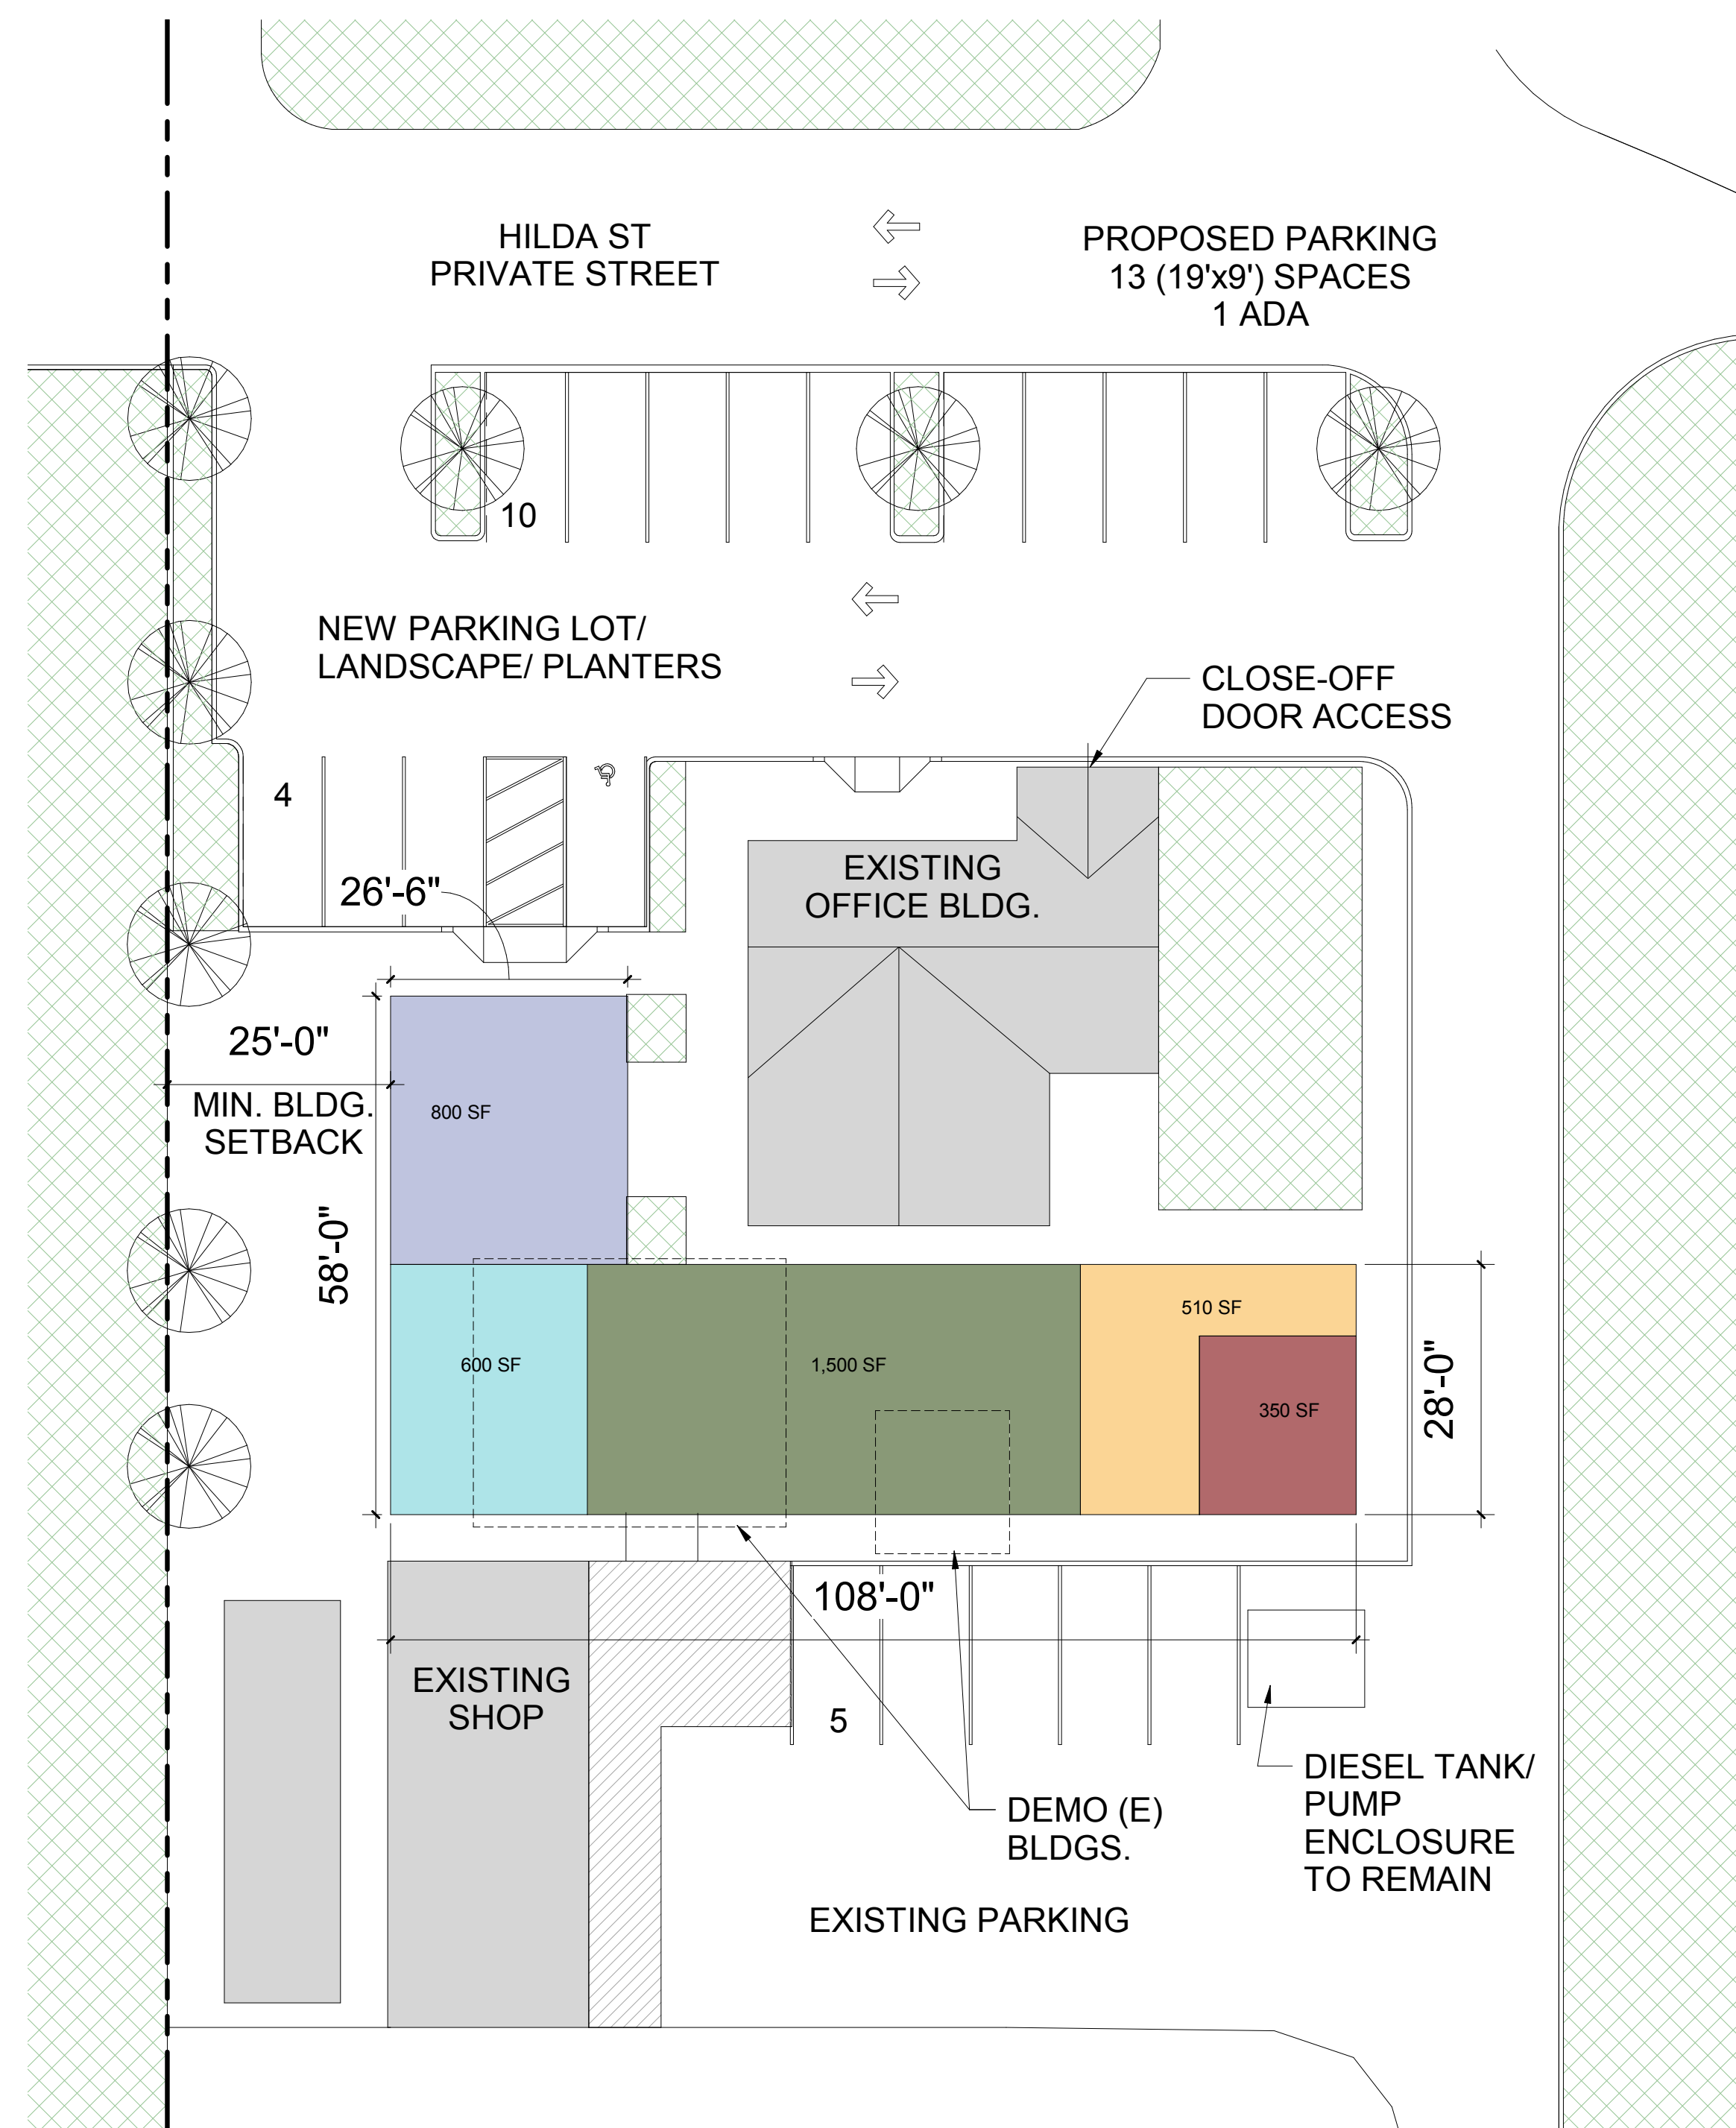 HILDA ST
PRIVATE STREET
PROPOSED PARKING
13 (19'x9') SPACES
1 ADA
10
NEW PARKING LOT/
LANDSCAPE/ PLANTERS
CLOSE-OFF
DOOR ACCESS
4
26'-6"
EXISTING
OFFICE BLDG.
25'-0"
MIN. BLDG.
SETBACK
800 SF
58'-0"
510 SF
600 SF
1,500 SF
350 SF
28'-0"
108'-0"
EXISTING
SHOP
5
DEMO (E)
BLDGS.
DIESEL TANK/
PUMP
ENCLOSURE
TO REMAIN
EXISTING PARKING